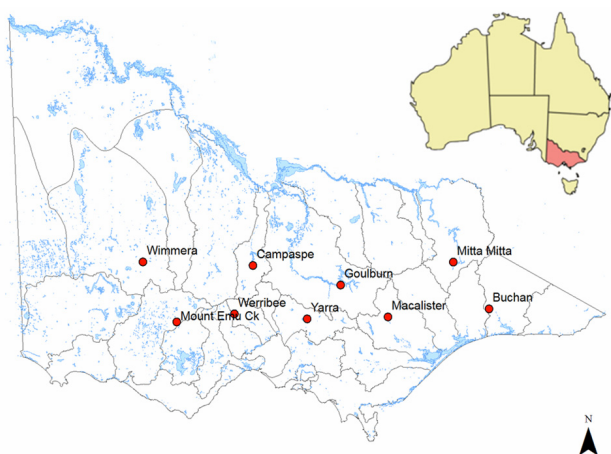 Wimmera
Campaspe
Mitta Mitta
Goulburn
Buchan
Werribee
Macalister
Yarra
Mount Emu Ck
N